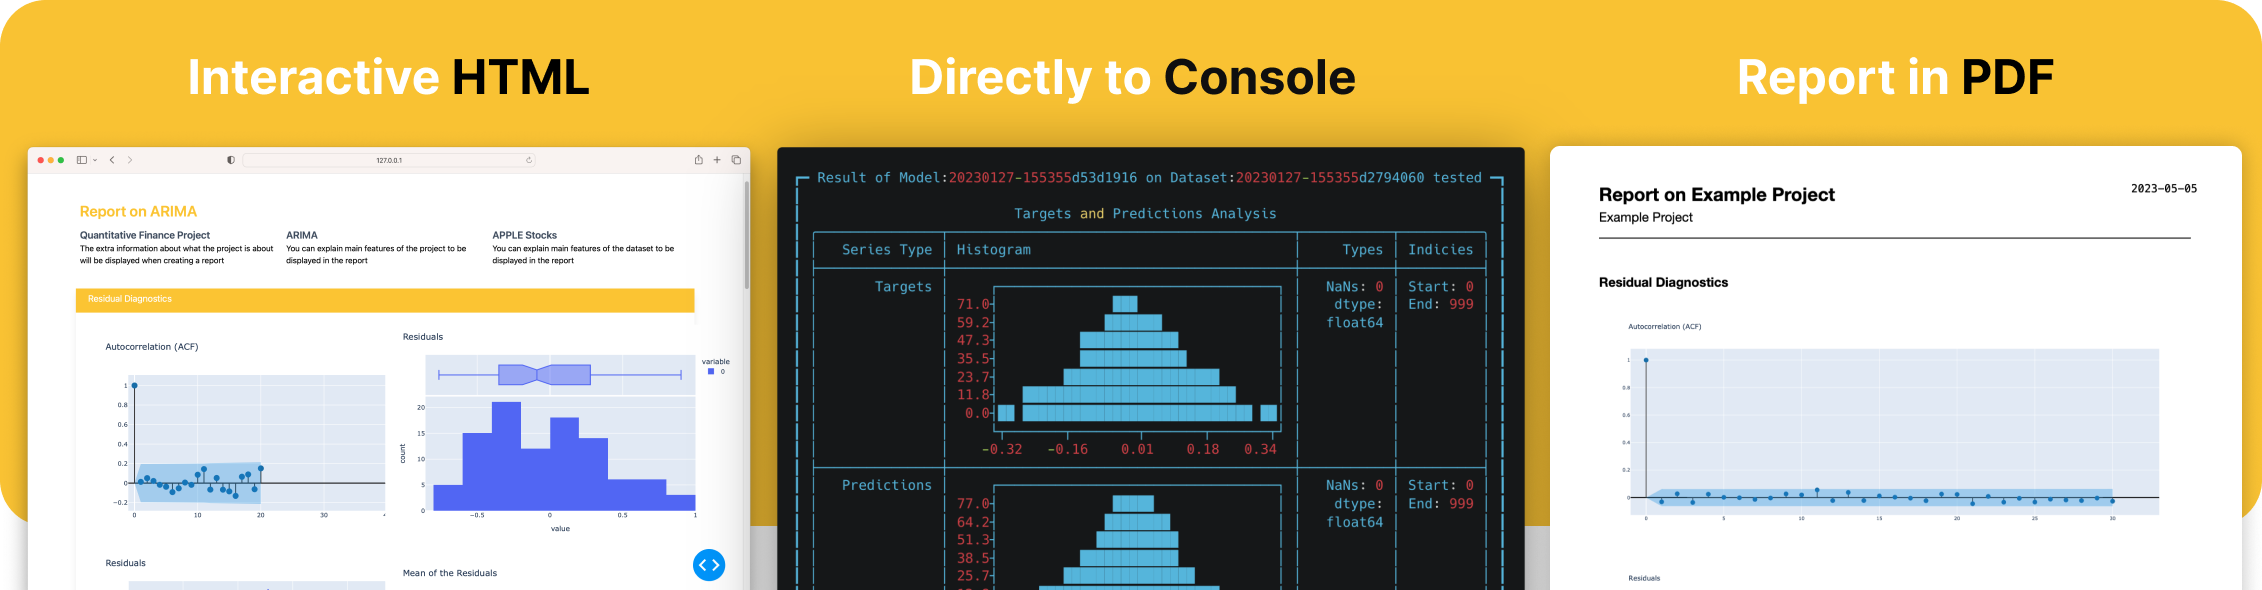 Interactive HTML
Directly to Console
Report in PDF
127.0.0.1
Report on ARIMA
Quantitative Finance Project
The extra information about what the project is about
will be displayed when creating a report
ARIMA
You can explain main features of the project to be
displayed in the report
APPLE Stocks
You can explain main features of the dataset to be
displayed in the report
Residual Diagnostics
Autocorrelation (ACF)
1
0.8
0.6
0.4
0.2
0
−0.2
0 10 20 30
Residuals
variable
0
20
15
10
5
0
count
−0.5 0 0.5 1
value
Residuals
Mean of the Residuals
Result of Model:20230127-155355d53d1916 on Dataset:20230127-155355d2794060 tested
Targets and Predictions Analysis
Series Type Histogram Types Indicies
Targets NaNs: 0 Start: 0
71.0 dtype: End: 999
59.2 float64
47.3
35.5
23.7
11.8
0.0
-0.32 -0.16 0.01 0.18 0.34
Predictions NaNs: 0 Start: 0
77.0 dtype: End: 999
64.2 float64
51.3
38.5
25.7
Report on Example Project
2023-05-05
Example Project
Residual Diagnostics
Autocorrelation (ACF)
1
0.8
0.6
0.4
0.2
0
0 5 10 15 20 25 30
Residuals